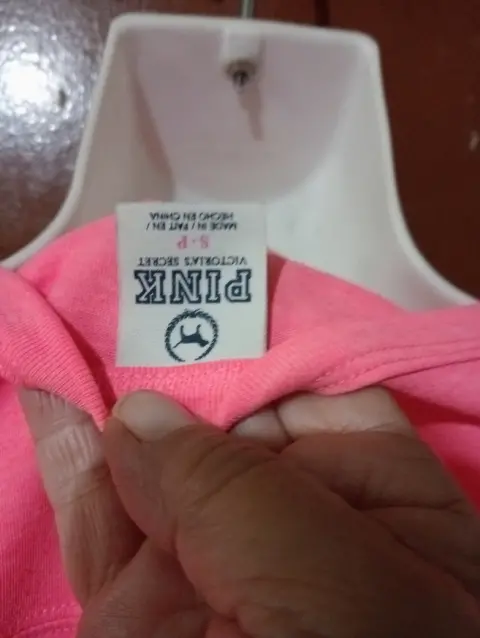 PINK
VICTORIA'S SECRET
S·P
MADE IN / FAIT EN /
HECHO EN CHINA